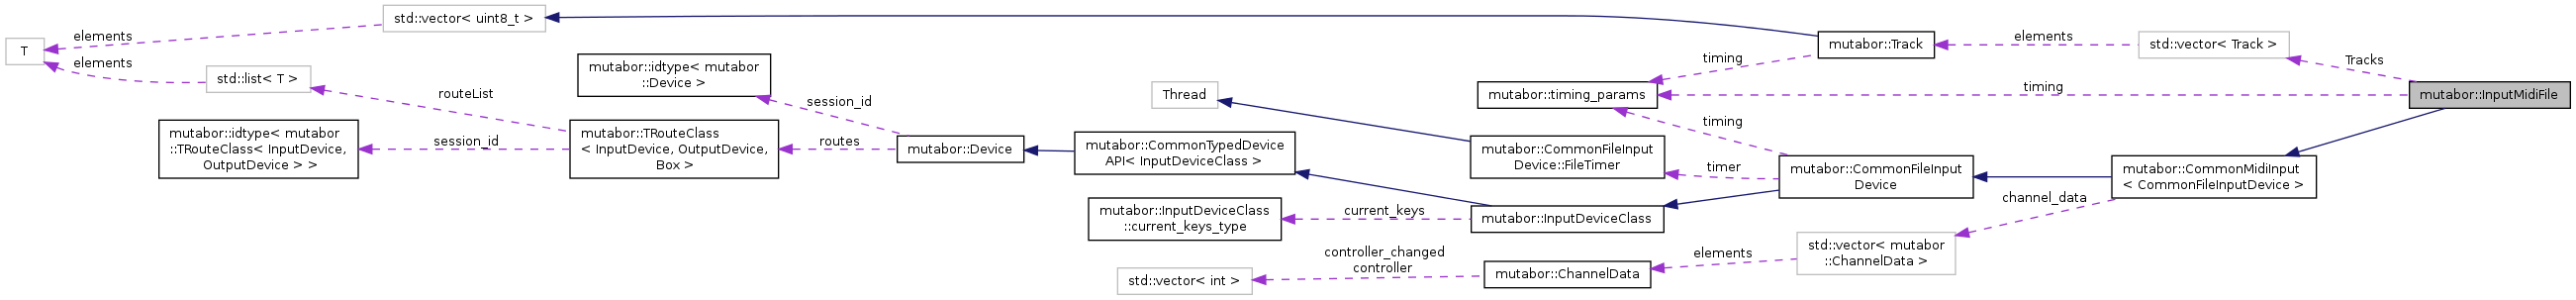 std::vector< uint8_t >
elements
T
elements
std::list< T >
mutabor::idtype< mutabor
::Device >
routeList
session_id
mutabor::idtype< mutabor
::TRouteClass< InputDevice,
OutputDevice > >
session_id
mutabor::TRouteClass
< InputDevice, OutputDevice,
Box >
routes
mutabor::Device
Thread
mutabor::CommonTypedDevice
API< InputDeviceClass >
mutabor::InputDeviceClass
::current_keys_type
current_keys
controller_changed
controller
std::vector< int >
mutabor::Track
elements
std::vector< Track >
Tracks
timing
mutabor::timing_params
timing
mutabor::InputMidiFile
timing
mutabor::CommonFileInput
Device::FileTimer
timer
mutabor::CommonFileInput
Device
mutabor::CommonMidiInput
< CommonFileInputDevice >
mutabor::InputDeviceClass
channel_data
std::vector< mutabor
::ChannelData >
elements
mutabor::ChannelData